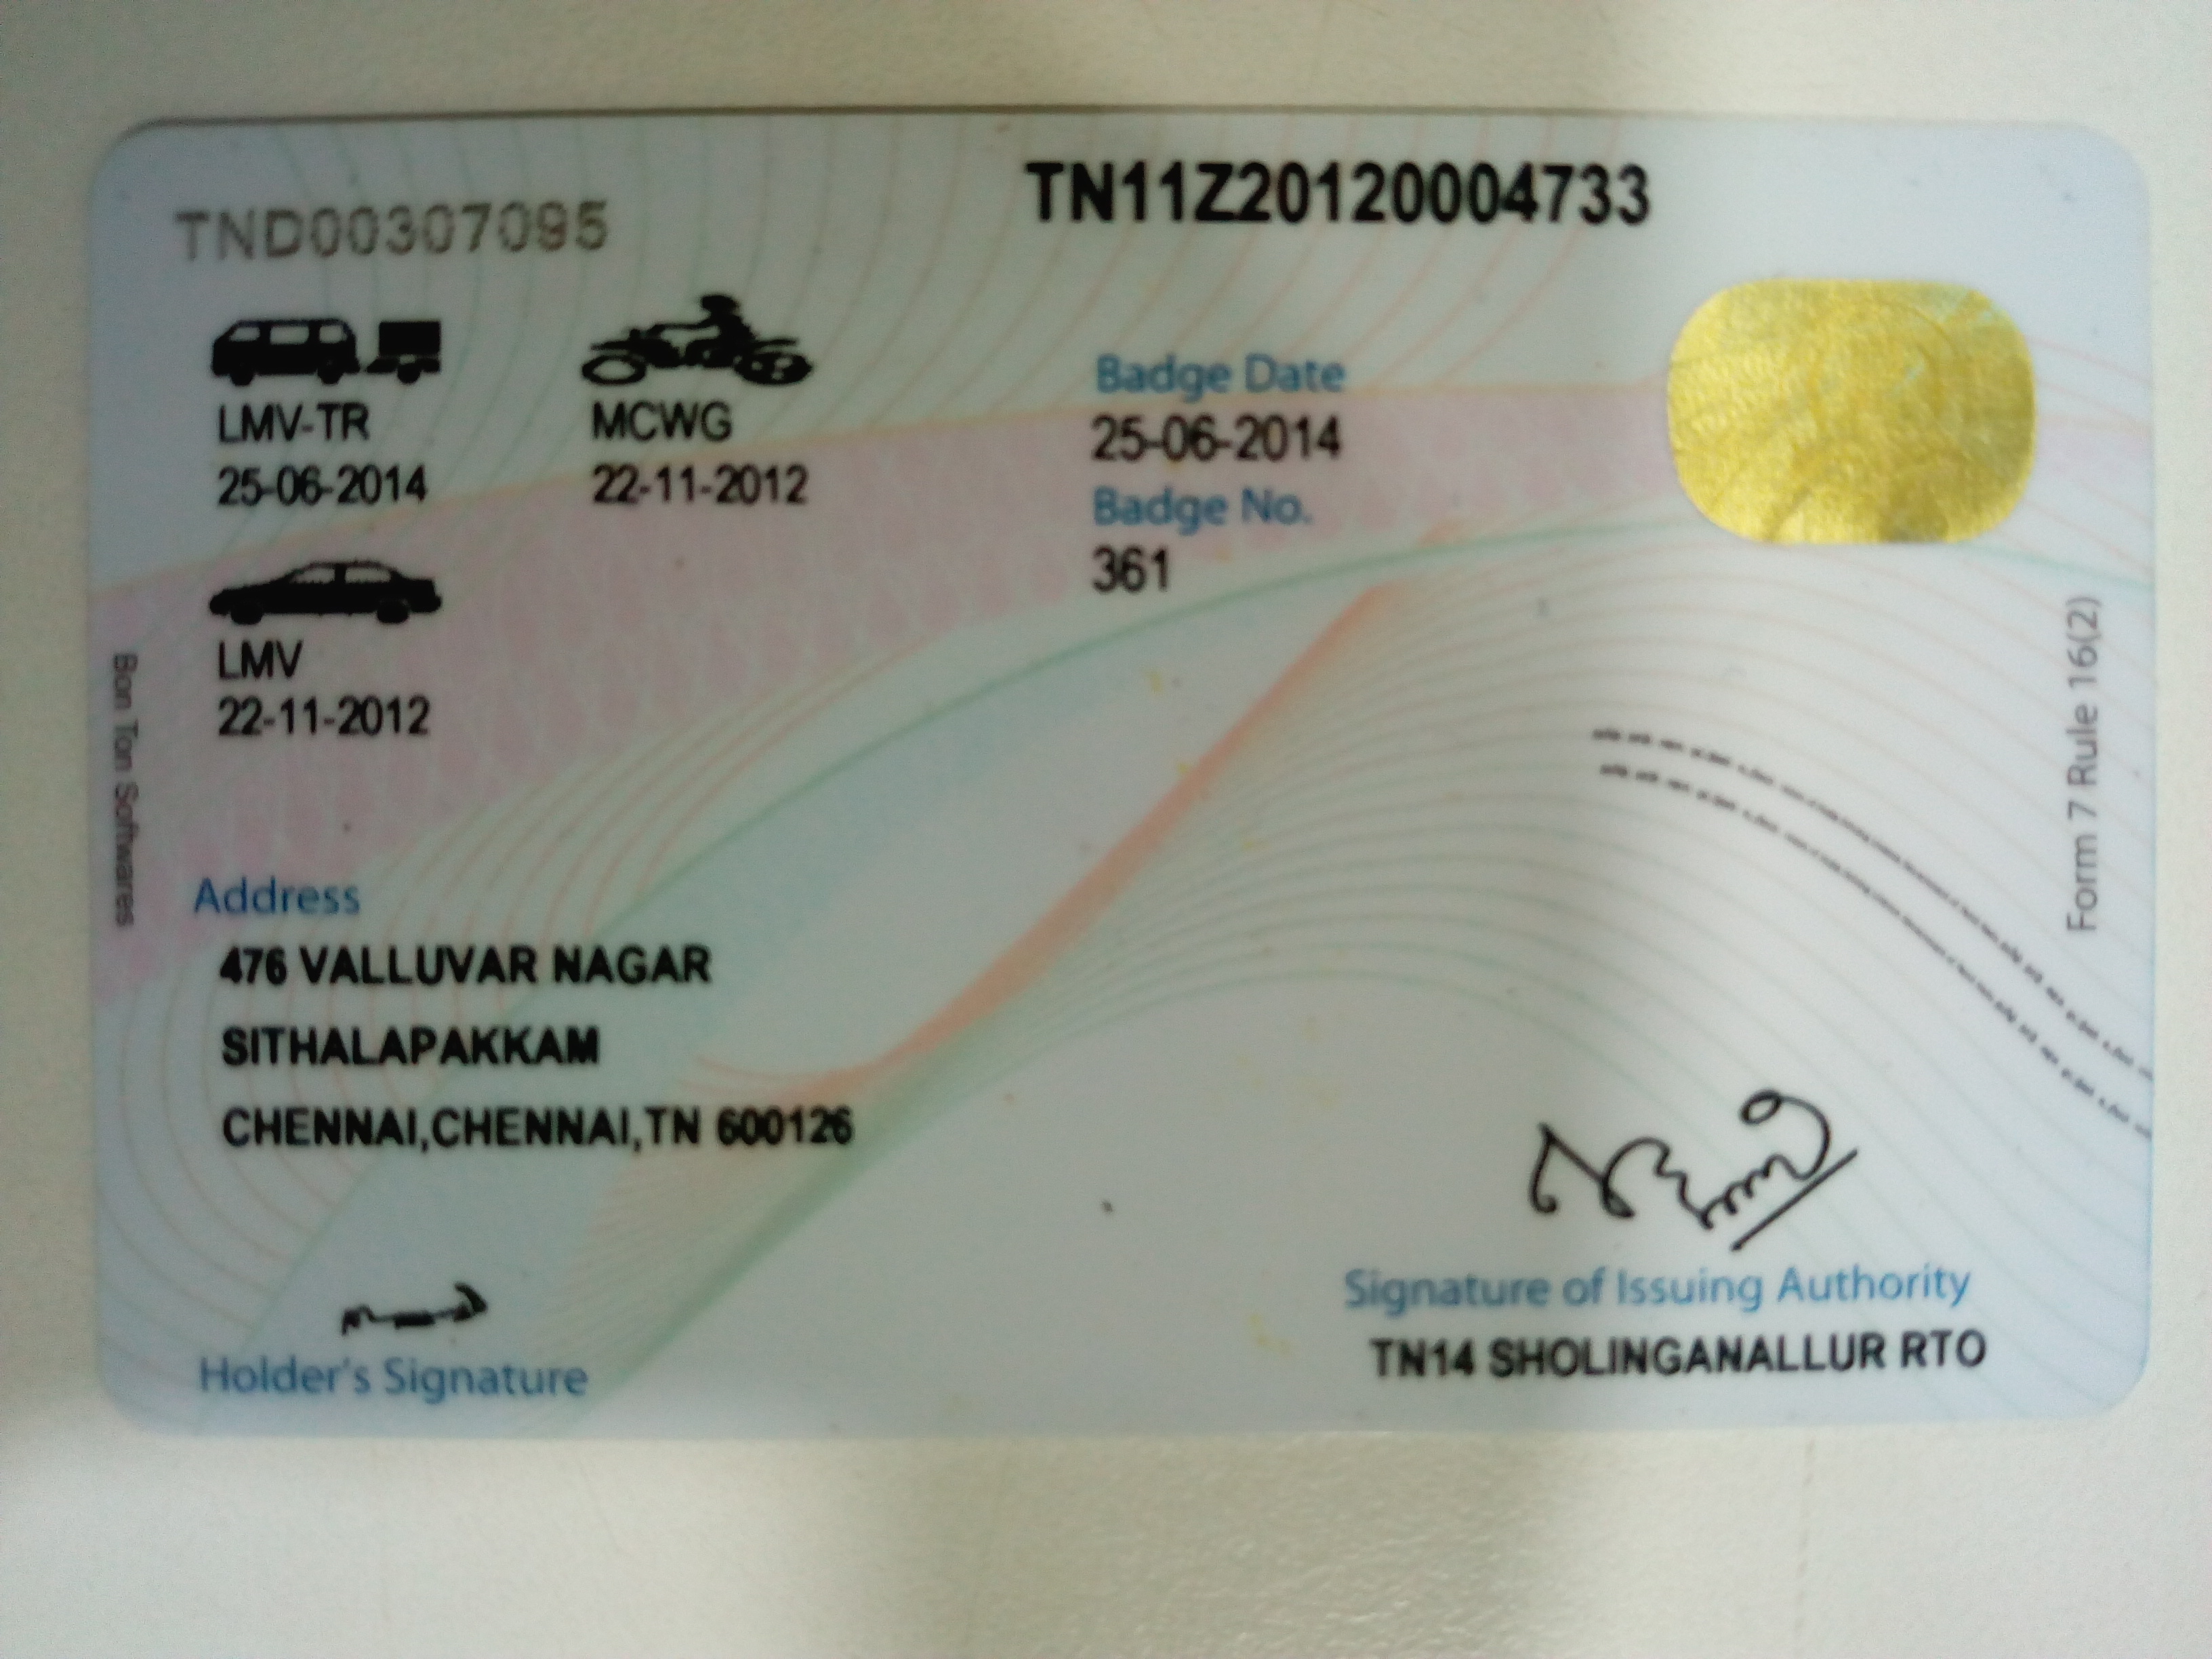 TN11Z20120004733
TND00307095
LMV-TR
25-06-2014
MCWG
22-11-2012
Badge Date
25-06-2014
Badge No.
361
LMV
22-11-2012
Bon Ton Softwares
Form 7 Rule 16(2)
Address
476 VALLUVAR NAGAR
SITHALAPAKKAM
CHENNAI,CHENNAI,TN 600126
Holder's Signature
Signature of Issuing Authority
TN14 SHOLINGANALLUR RTO